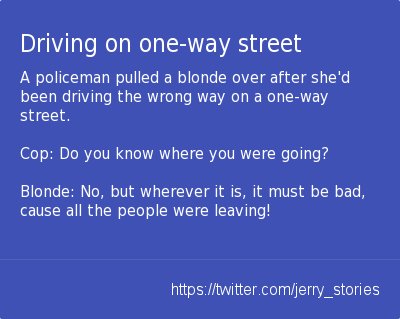 Driving on one-way street
A policeman pulled a blonde over after she'd
been driving the wrong way on a one-way
street.
Cop: Do you know where you were going?
Blonde: No, but wherever it is, it must be bad,
cause all the people were leaving!
https://twitter.com/jerry_stories